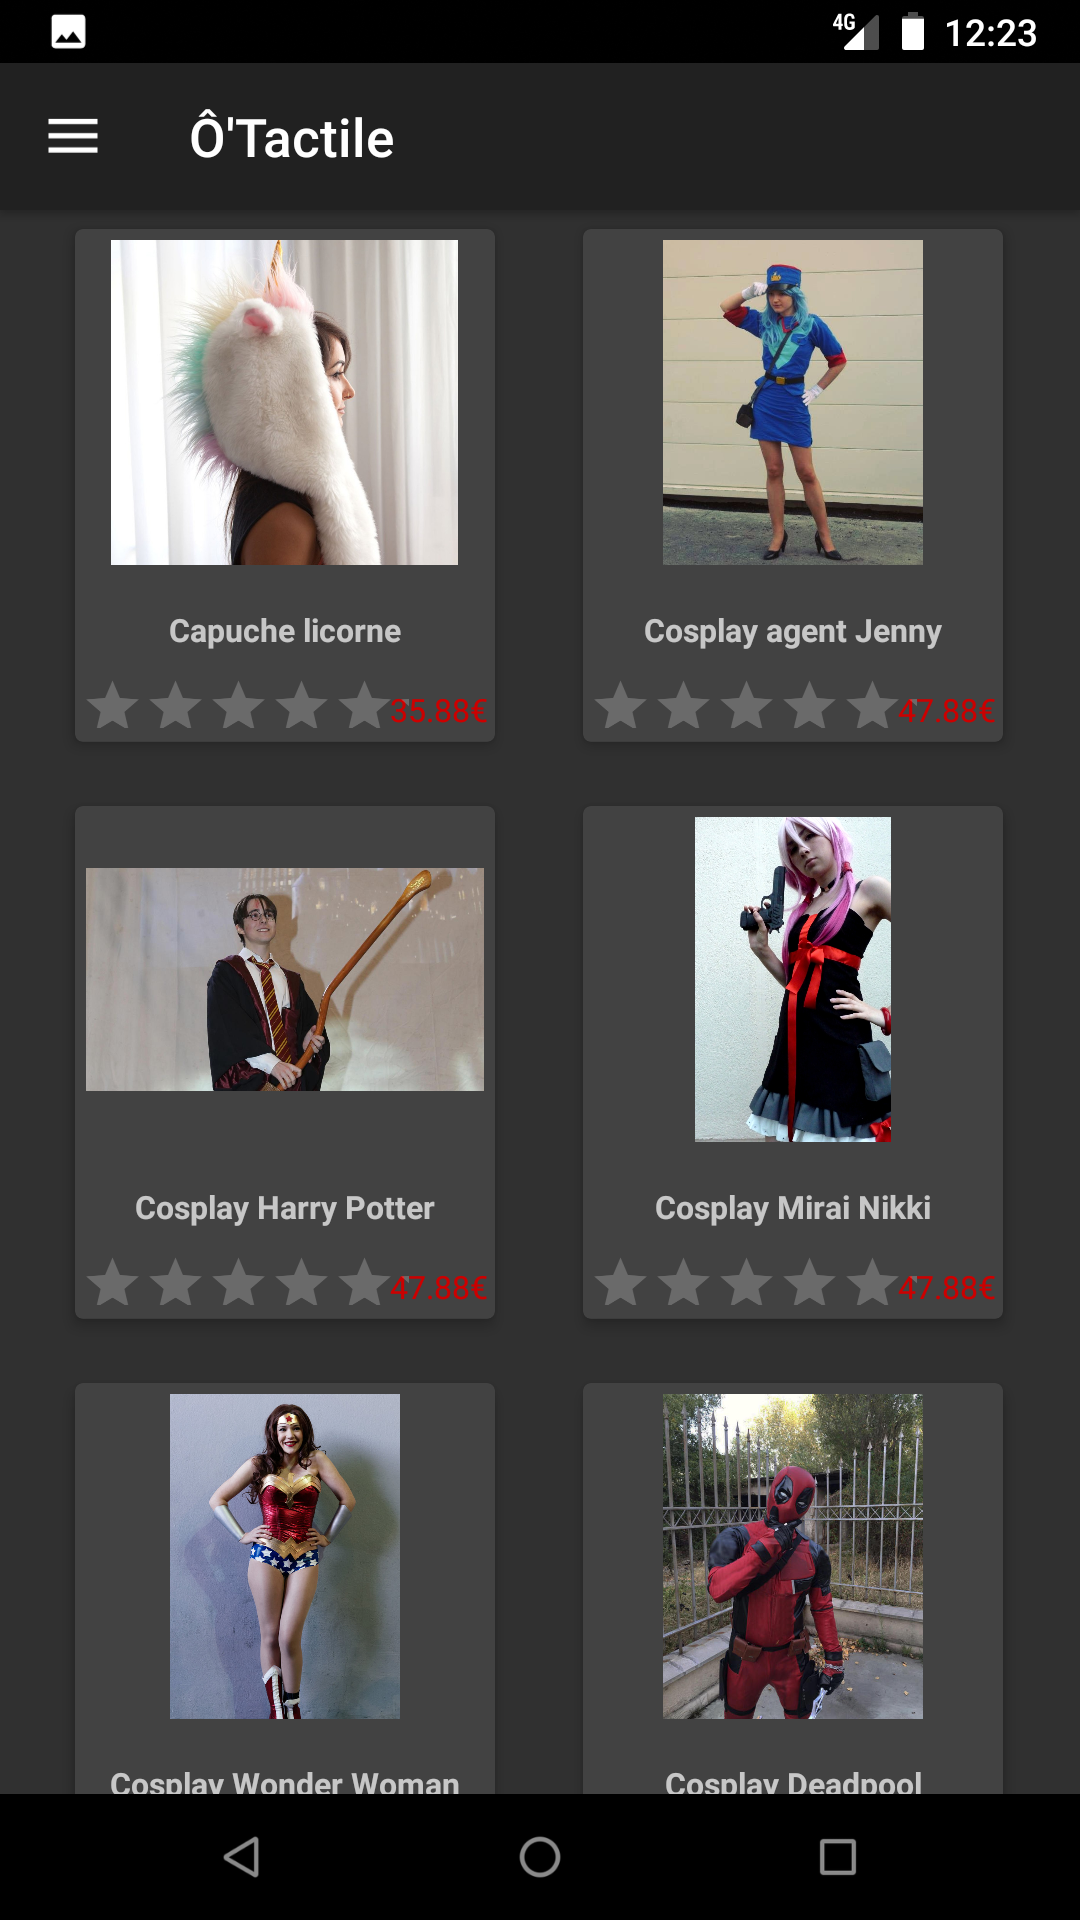 4G 12:23
Ô'Tactile
Capuche licorne
Cosplay agent Jenny
35.88€
47.88€
Cosplay Harry Potter
Cosplay Mirai Nikki
47.88€
47.88€
Cosplay Wonder Woman
Cosplay Deadpool